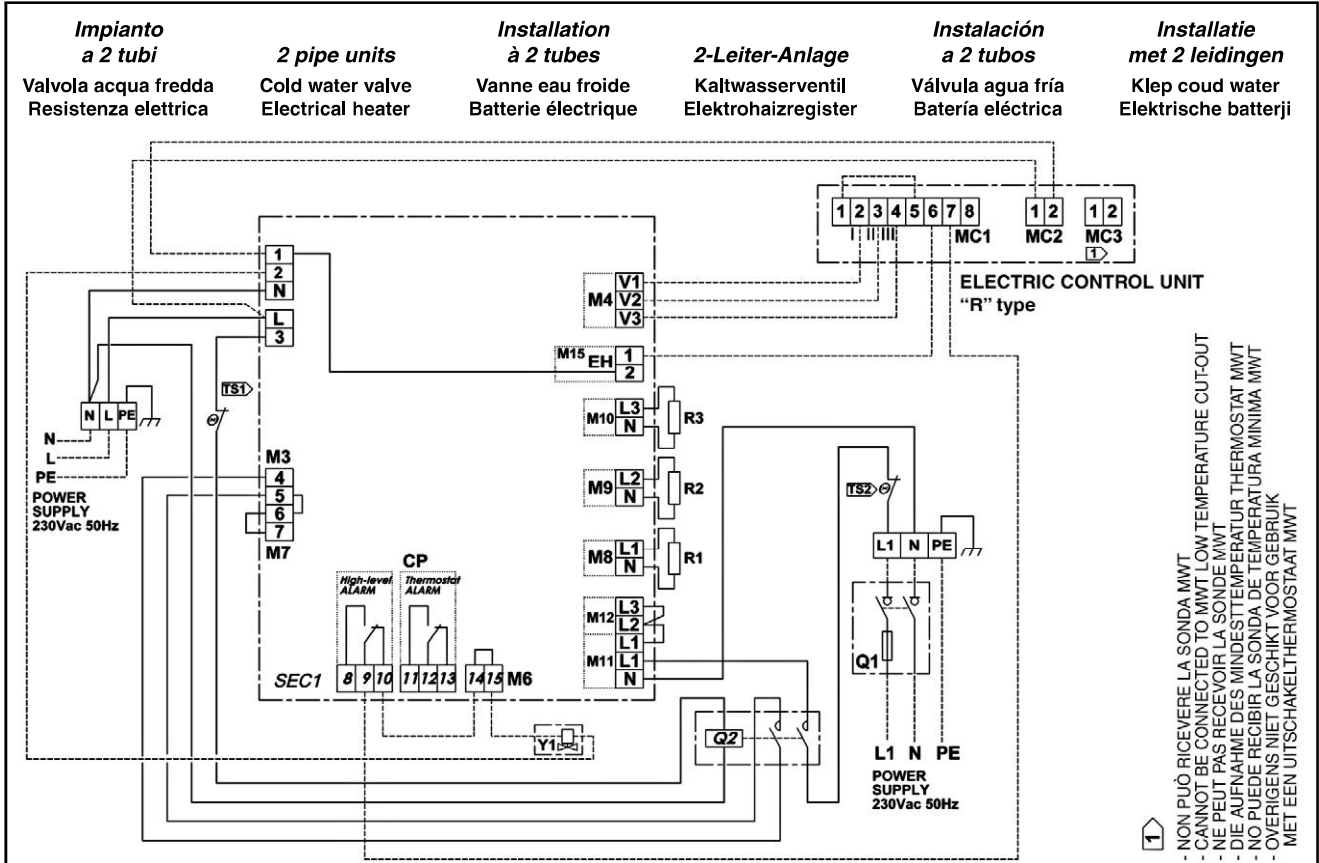 Impianto
a 2 tubi
Valvola acqua fredda
Resistenza elettrica
2 pipe units
Cold water valve
Electrical heater
Installation
à 2 tubes
Vanne eau froide
Batterie électrique
2-Leiter-Anlage
Kaltwasserventil
Elektrohaizregister
Instalación
a 2 tubos
Válvula agua fría
Batería eléctrica
Installatie
met 2 leidingen
Klep coud water
Elektrische batterji
1 2 3 4 5 6 7 8
I II III
MC1
1 2
MC2
1 2
MC3
1
ELECTRIC CONTROL UNIT
"R" type
1
2
N
L
3
M4
V1
V2
V3
M15 EH
1
2
TS1
N L PE
N
L
PE
POWER
SUPPLY
230Vac 50Hz
M10
L3
N
R3
M3
4
5
6
7
M7
M9
L2
N
R2
TS2
L1 N PE
M8
L1
N
R1
CP
High-level
ALARM
Thermostat
ALARM
M12
L3
L2
L1
M11
L1
N
Q1
SEC1
8 9 10
11 12 13
14 15
M6
Y1
Q2
L1 N PE
POWER
SUPPLY
230Vac 50Hz
1
- NON PUÒ RICEVERE LA SONDA MWT
- CANNOT BE CONNECTED TO MWT LOW TEMPERATURE CUT-OUT
- NE PEUT PAS RECEVOIR LA SONDE MWT
- DIE AUFNAHME DES MINDESTTEMPERATUR THERMOSTAT MWT
- NO PUEDE RECIBIR LA SONDA DE TEMPERATURA MINIMA MWT
- OVERIGENS NIET GESCHIKT VOOR GEBRUIK
MET EEN UITSCHAKELTHERMOSTAAT MWT